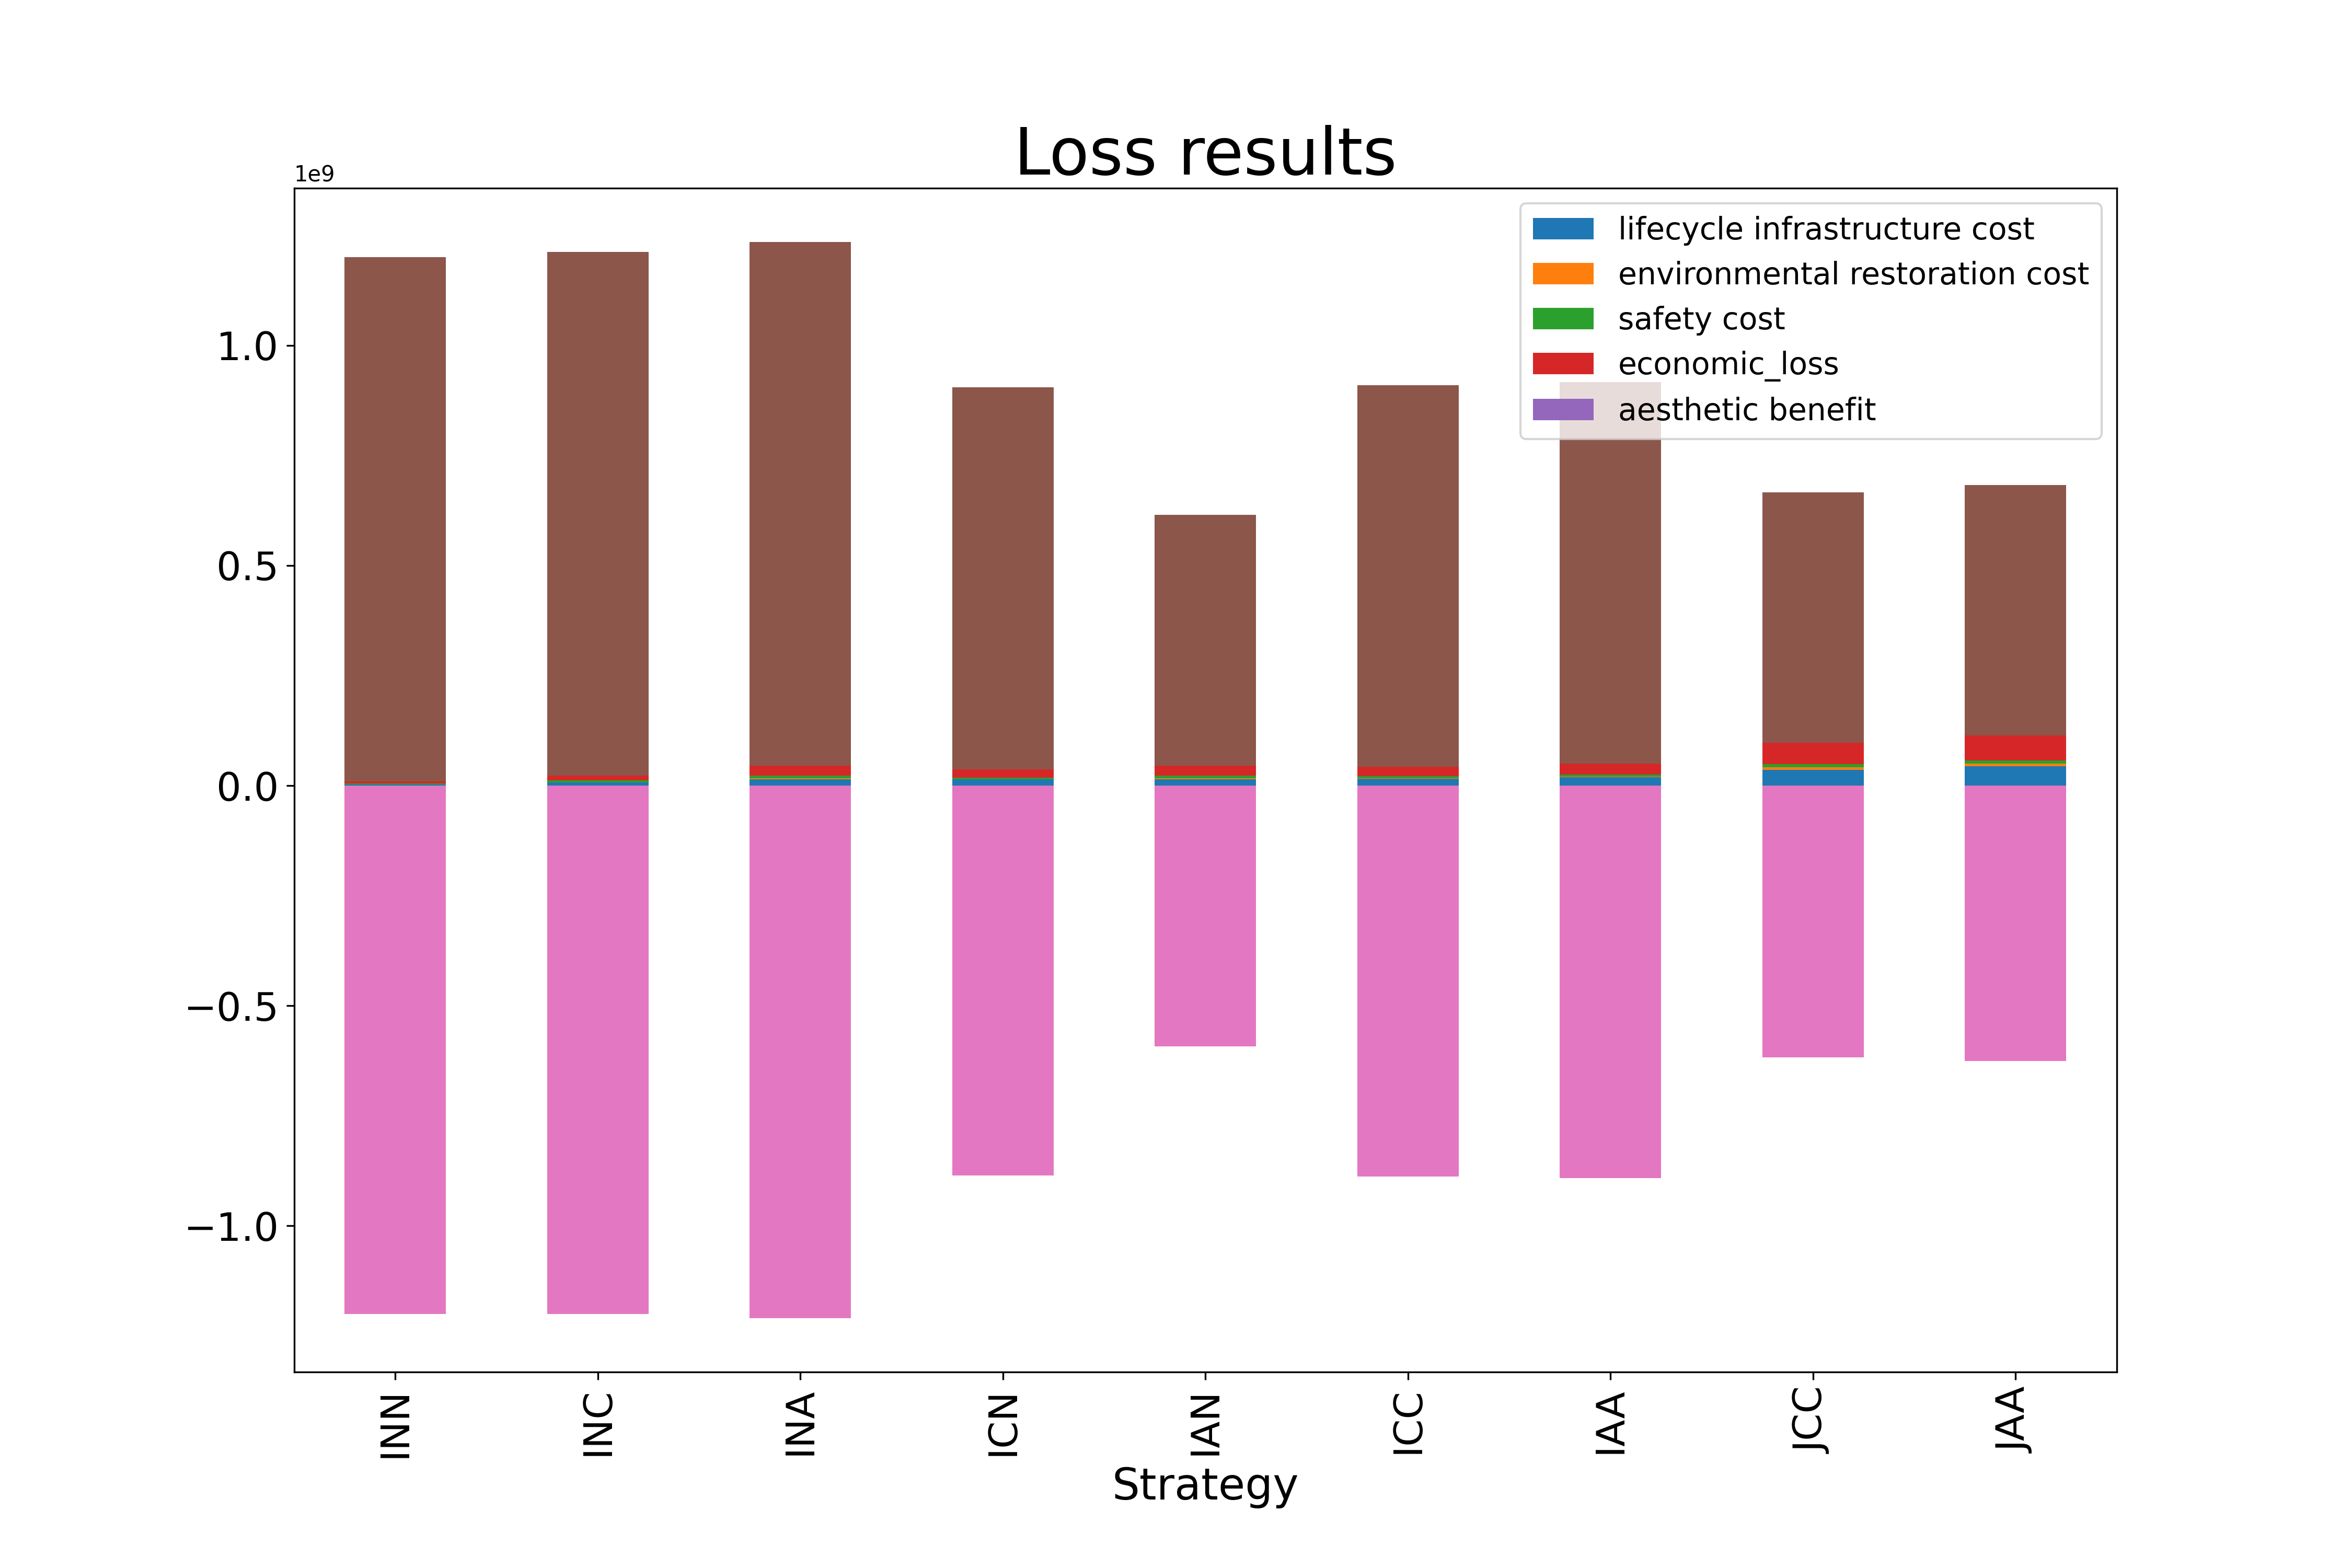 Loss results
1e9
lifecycle infrastructure cost
environmental restoration cost
safety cost
economic_loss
aesthetic benefit
1.0
0.5
0.0
−0.5
−1.0
INN
INC
INA
ICN
IAN
ICC
IAA
JCC
JAA
Strategy